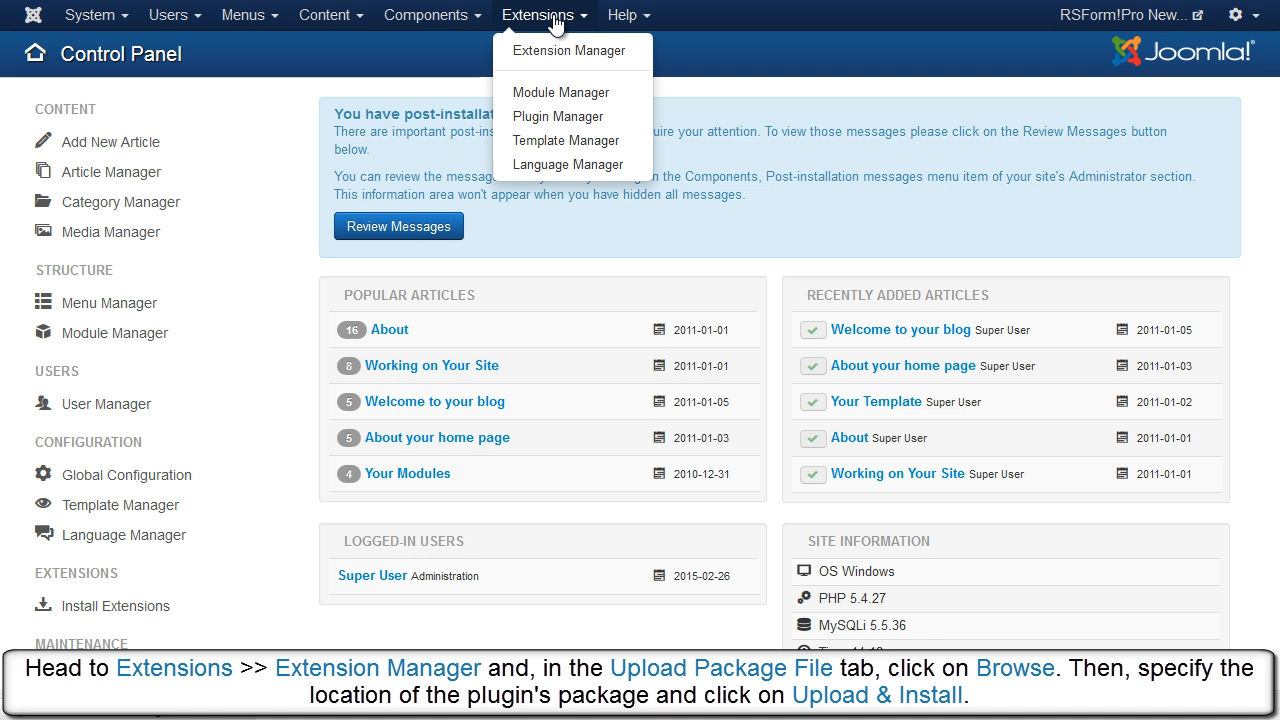 System Users Menus Content Components Extensions Help RSForm!Pro New...
Control Panel
Joomla!®
Extension Manager
Module Manager
Plugin Manager
Template Manager
Language Manager
CONTENT
Add New Article
Article Manager
Category Manager
Media Manager
STRUCTURE
Menu Manager
Module Manager
USERS
User Manager
CONFIGURATION
Global Configuration
Template Manager
Language Manager
EXTENSIONS
Install Extensions
MAINTENANCE
You have post-installat
There are important post-ins uire your attention. To view those messages please click on the Review Messages button
below.
You can review the messag n the Components, Post-installation messages menu item of your site's Administrator section.
This information area won't appear when you have hidden all messages.
Review Messages
POPULAR ARTICLES
16 About 2011-01-01
8 Working on Your Site 2011-01-01
5 Welcome to your blog 2011-01-05
5 About your home page 2011-01-03
4 Your Modules 2010-12-31
RECENTLY ADDED ARTICLES
Welcome to your blog Super User 2011-01-05
About your home page Super User 2011-01-03
Your Template Super User 2011-01-02
About Super User 2011-01-01
Working on Your Site Super User 2011-01-01
LOGGED-IN USERS
Super User Administration 2015-02-26
SITE INFORMATION
OS Windows
PHP 5.4.27
MySQLi 5.5.36
Head to Extensions >> Extension Manager and, in the Upload Package File tab, click on Browse. Then, specify the
location of the plugin's package and click on Upload & Install.